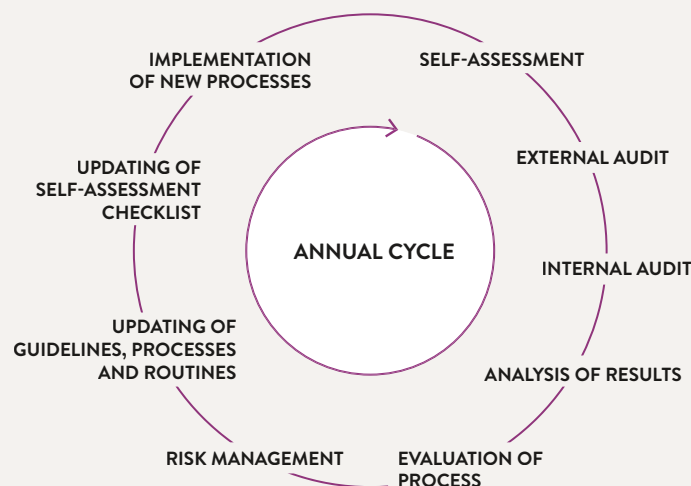 IMPLEMENTATION
OF NEW PROCESSES
SELF-ASSESSMENT
EXTERNAL AUDIT
INTERNAL AUDIT
ANALYSIS OF RESULTS
EVALUATION OF
PROCESS
RISK MANAGEMENT
UPDATING OF
GUIDELINES, PROCESSES
AND ROUTINES
UPDATING OF
SELF-ASSESSMENT
CHECKLIST
ANNUAL CYCLE